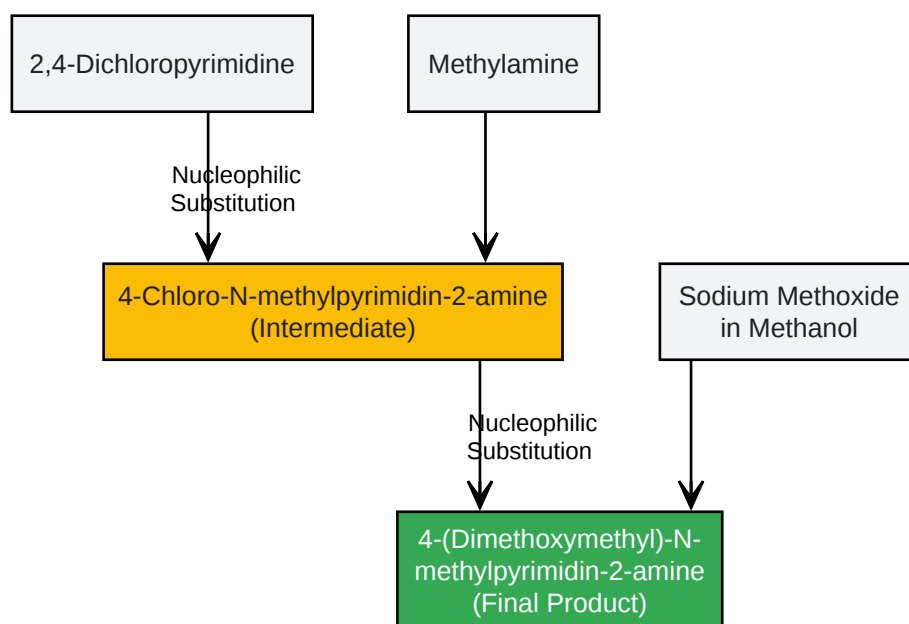 2,4-Dichloropyrimidine
Methylamine
Nucleophilic
Substitution
4-Chloro-N-methylpyrimidin-2-amine
(Intermediate)
Sodium Methoxide
in Methanol
Nucleophilic
Substitution
4-(Dimethoxymethyl)-N-
methylpyrimidin-2-amine
(Final Product)